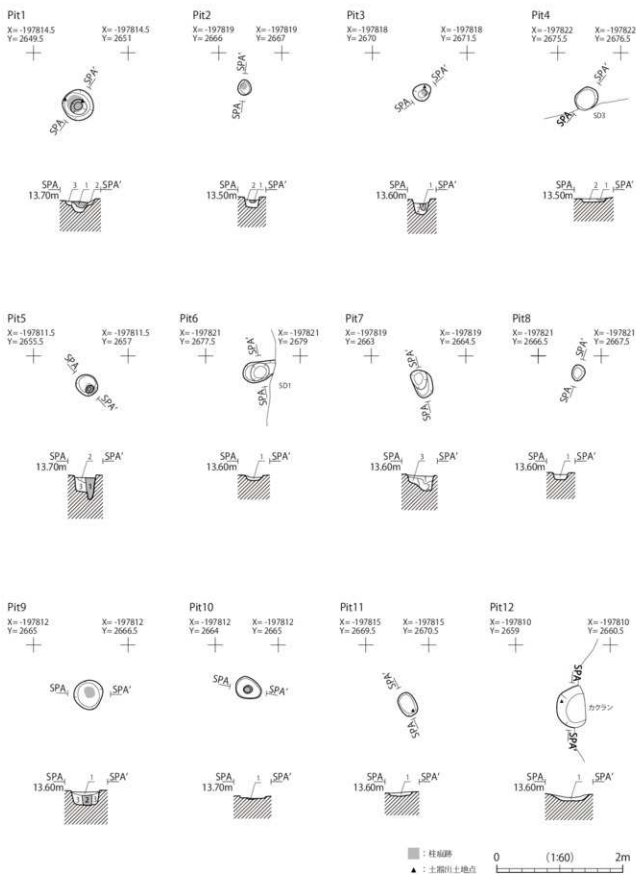 Pit1
X= -197814.5 X= -197814.5
Y= 2649.5 Y= 2651
SPA SPA'
SPA 3 1 2 SPA'
13.70m
Pit2
X= -197819 X= -197819
Y= 2666 Y= 2667
SPA SPA'
SPA 2 1 SPA'
13.50m
Pit3
X= -197818 X= -197818
Y= 2670 Y= 2671.5
SPA SPA'
SPA 1 SPA'
13.60m
Pit4
X= -197822 X= -197822
Y= 2675.5 Y= 2676.5
SPA SPA'
SD3
SPA 2 1 SPA'
13.50m
Pit5
X= -197811.5 X= -197811.5
Y= 2655.5 Y= 2657
SPA SPA'
SPA 2 SPA'
13.70m
3 1
Pit6
X= -197821 X= -197821
Y= 2677.5 Y= 2679
SPA SPA'
SD1
SPA 1 SPA'
13.60m
Pit7
X= -197819 X= -197819
Y= 2663 Y= 2664.5
SPA' SPA
SPA 3 SPA'
13.60m
Pit8
X= -197821 X= -197821
Y= 2666.5 Y= 2667.5
SPA' SPA
SPA 1 SPA'
13.60m
Pit9
X= -197812 X= -197812
Y= 2665 Y= 2666.5
SPA SPA'
SPA 1 SPA'
13.60m
3 2
Pit10
X= -197812 X= -197812
Y= 2664 Y= 2665
SPA SPA'
SPA 1 SPA'
13.70m
Pit11
X= -197815 X= -197815
Y= 2669.5 Y= 2670.5
SPA' SPA
SPA 1 SPA'
13.60m
Pit12
X= -197810 X= -197810
Y= 2659 Y= 2660.5
SPA SPA'
カクラン
SPA 1 SPA'
13.60m
■ : 柱痕跡
▲ : 土器出土地点
0 (1:60) 2m